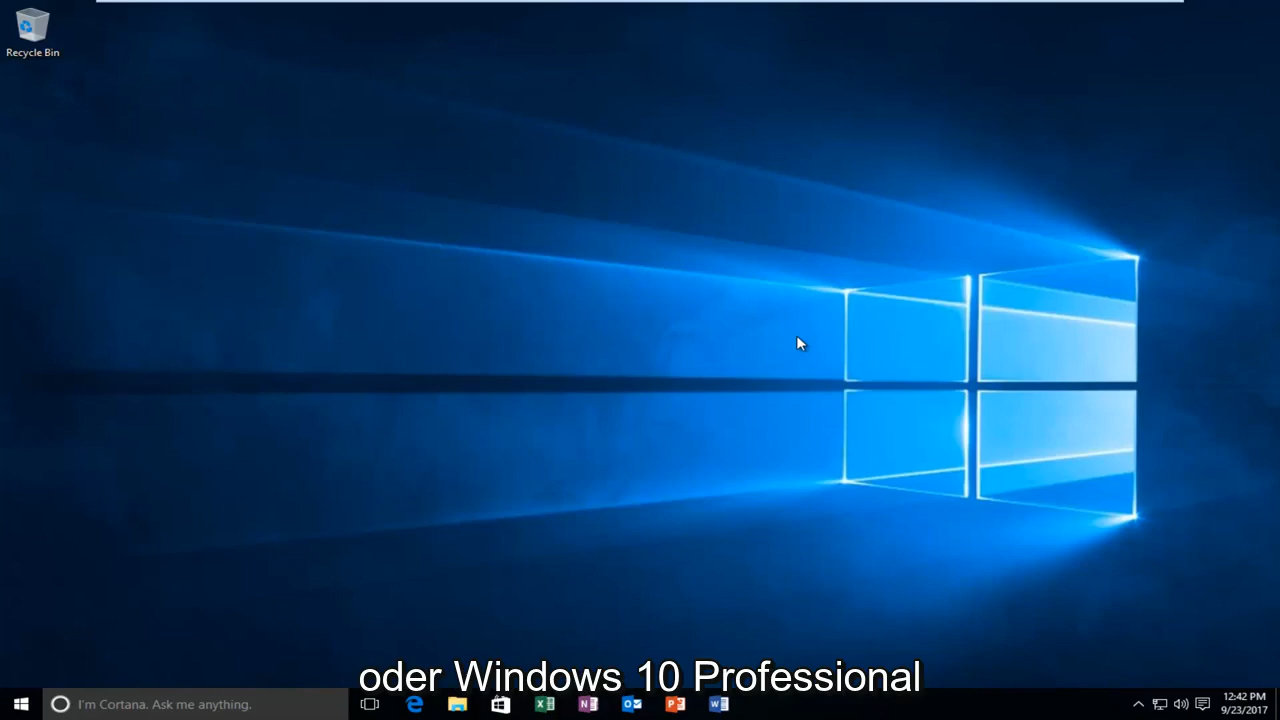 Recycle Bin
oder Windows 10 Professional
I'm Cortana. Ask me anything.
12:42 PM
9/23/2017